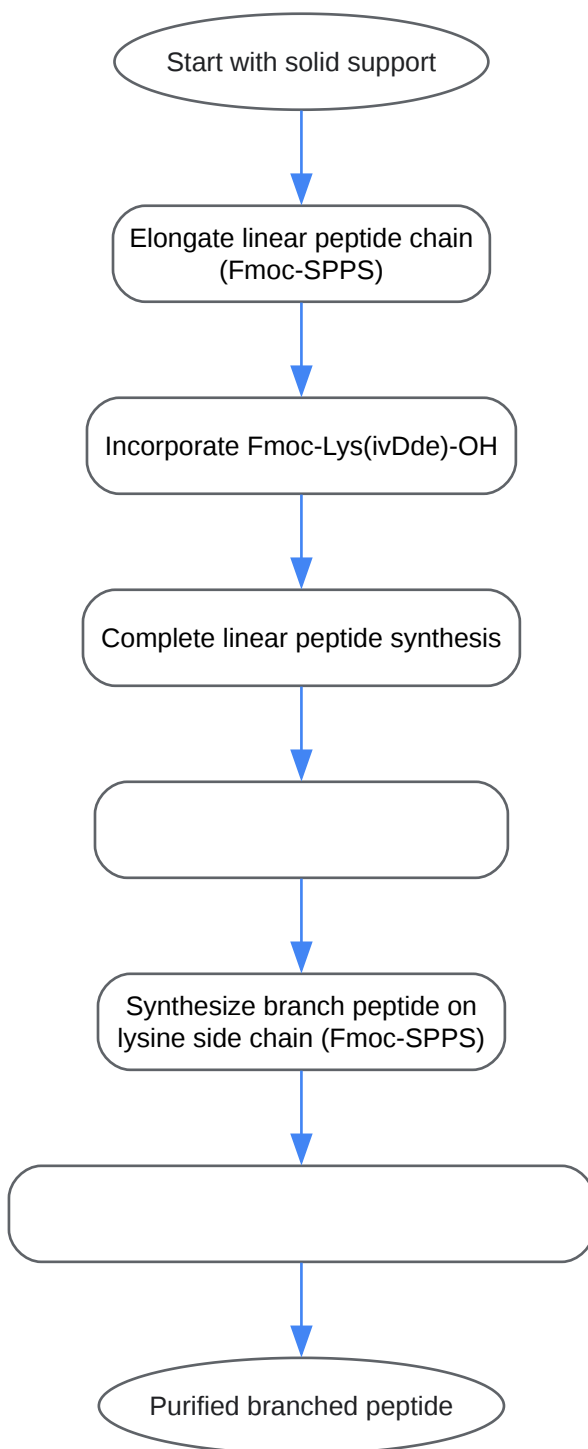 Start with solid support
Elongate linear peptide chain
(Fmoc-SPPS)
Incorporate Fmoc-Lys(ivDde)-OH
Complete linear peptide synthesis
Synthesize branch peptide on
lysine side chain (Fmoc-SPPS)
Purified branched peptide